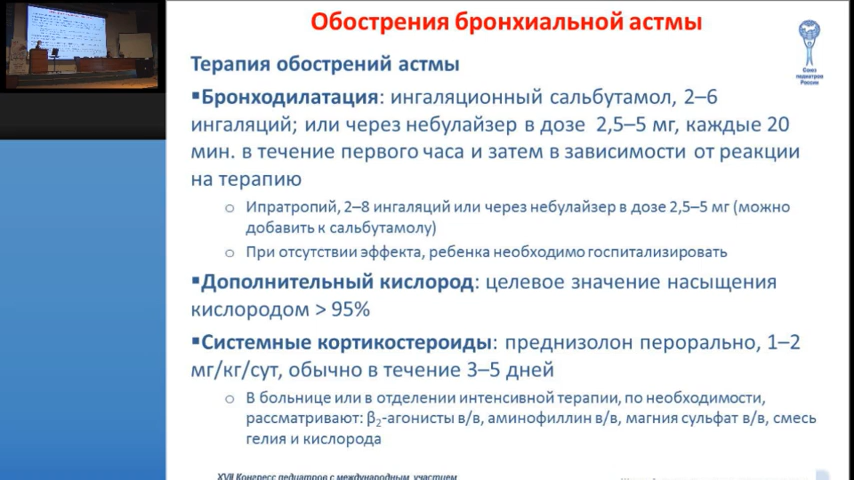 Обострения бронхиальной астмы
Союз
педиатров
России
Терапия обострений астмы
▪Бронходилатация: ингаляционный сальбутамол, 2–6
ингаляций; или через небулайзер в дозе 2,5–5 мг, каждые 20
мин. в течение первого часа и затем в зависимости от реакции
на терапию
o Ипратропий, 2–8 ингаляций или через небулайзер в дозе 2,5–5 мг (можно
добавить к сальбутамолу)
o При отсутствии эффекта, ребенка необходимо госпитализировать
▪Дополнительный кислород: целевое значение насыщения
кислородом > 95%
▪Системные кортикостероиды: преднизолон перорально, 1–2
мг/кг/сут, обычно в течение 3–5 дней
o В больнице или в отделении интенсивной терапии, по необходимости,
рассматривают: β2-агонисты в/в, аминофиллин в/в, магния сульфат в/в, смесь
гелия и кислорода
XVII Конгресс педиатров с международным участием